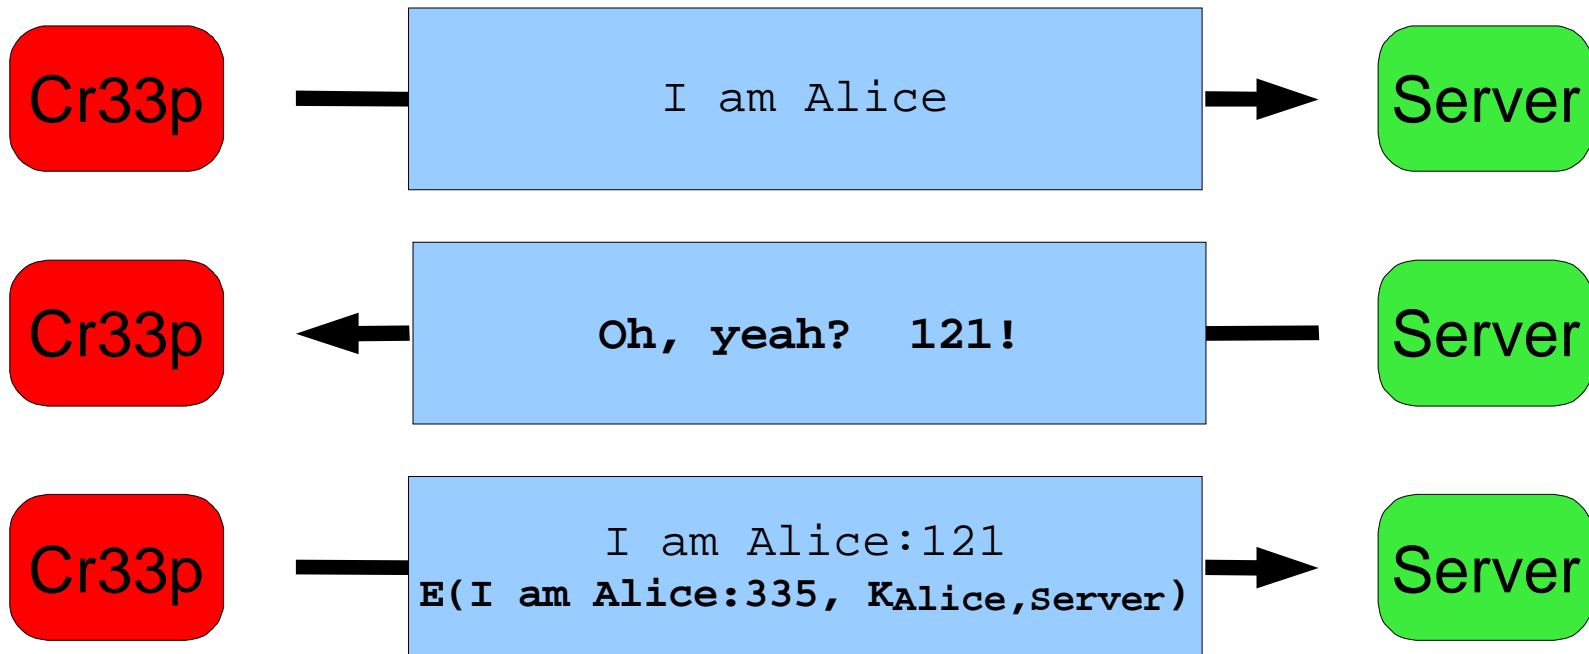 Cr33p I am Alice Server
Cr33p Oh, yeah?  121! Server
Cr33p I am Alice:121 Server
E(I am Alice:335, KAlice,Server)